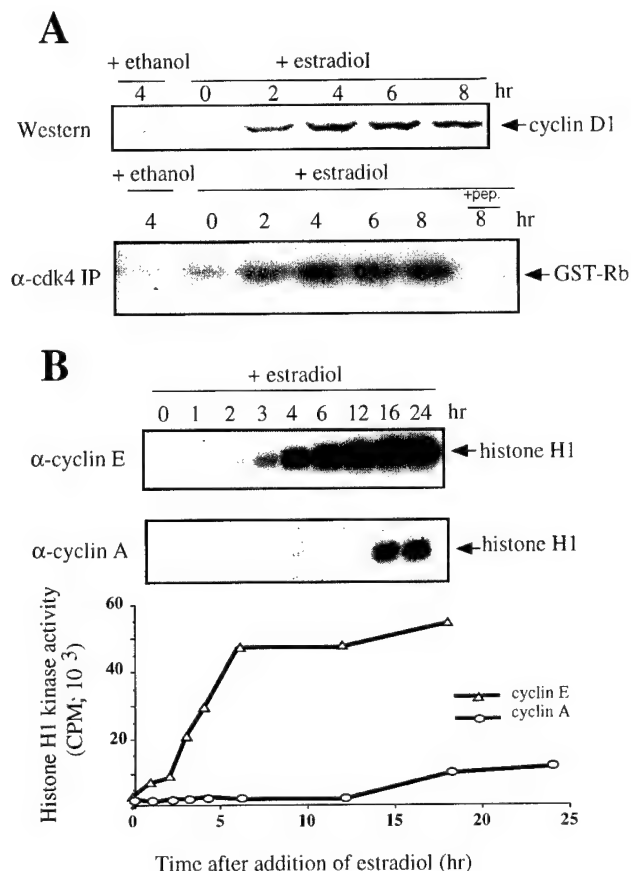 A
+ ethanol + estradiol
4 0 2 4 6 8 hr
Western cyclin D1
+ ethanol + estradiol
+pep.
4 0 2 4 6 8 8 hr
α-cdk4 IP GST-Rb
B
+ estradiol
0 1 2 3 4 6 12 16 24 hr
α-cyclin E histone H1
α-cyclin A histone H1
60
40
20
Histone H1 kinase activity
(CPM; 10 3)
cyclin E
cyclin A
0 5 10 15 20 25
Time after addition of estradiol (hr)